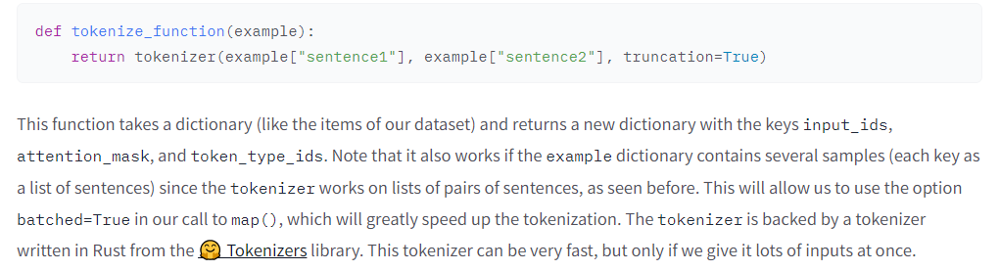 def tokenize_function(example):
    return tokenizer(example["sentence1"], example["sentence2"], truncation=True)
This function takes a dictionary (like the items of our dataset) and returns a new dictionary with the keys input_ids,
attention_mask, and token_type_ids. Note that it also works if the example dictionary contains several samples (each key as
a list of sentences) since the tokenizer works on lists of pairs of sentences, as seen before. This will allow us to use the option
batched=True in our call to map(), which will greatly speed up the tokenization. The tokenizer is backed by a tokenizer
written in Rust from the 🤗 Tokenizers library. This tokenizer can be very fast, but only if we give it lots of inputs at once.